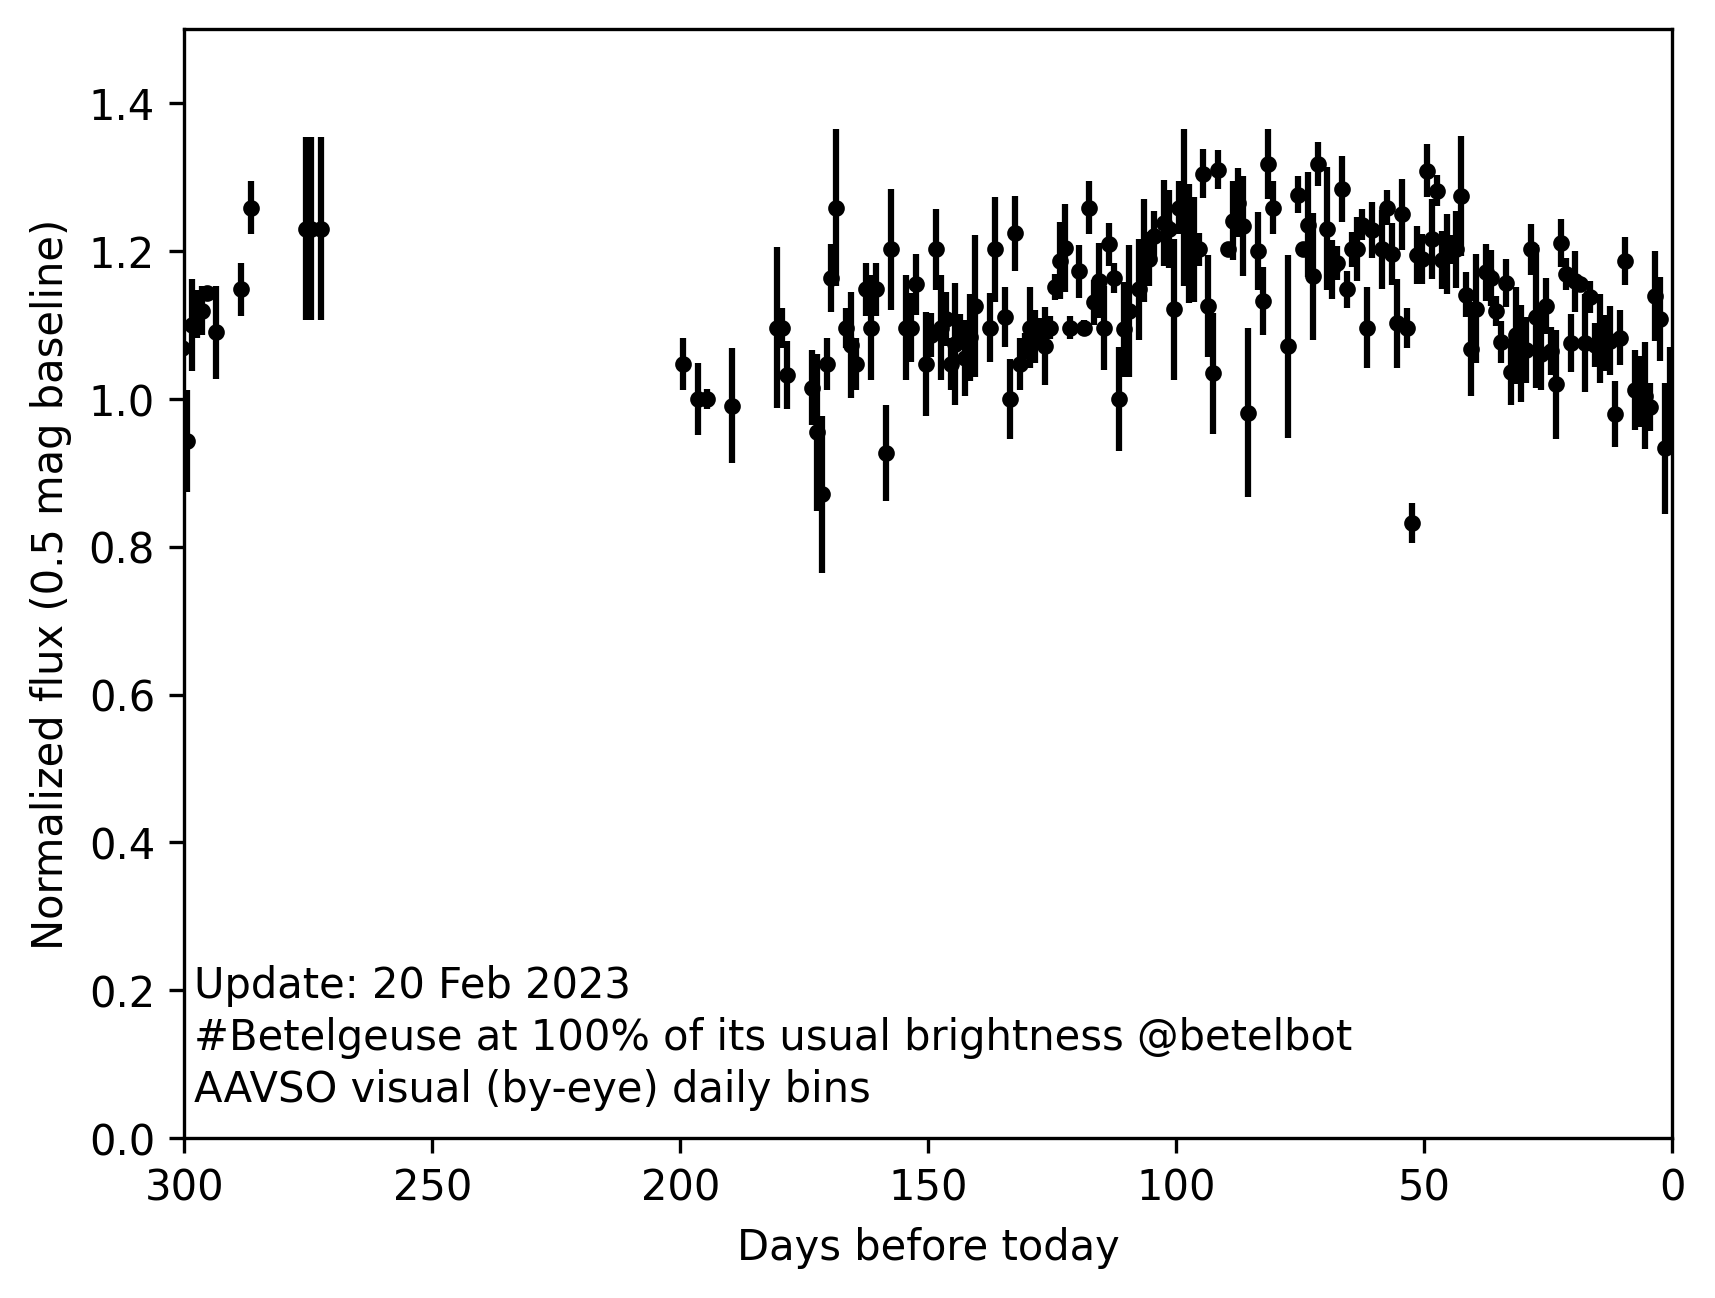 1.4
1.2
1.0
0.8
0.6
0.4
0.2
0.0
Normalized flux (0.5 mag baseline)
Update: 20 Feb 2023
#Betelgeuse at 100% of its usual brightness @betelbot
AAVSO visual (by-eye) daily bins
300 250 200 150 100 50 0
Days before today